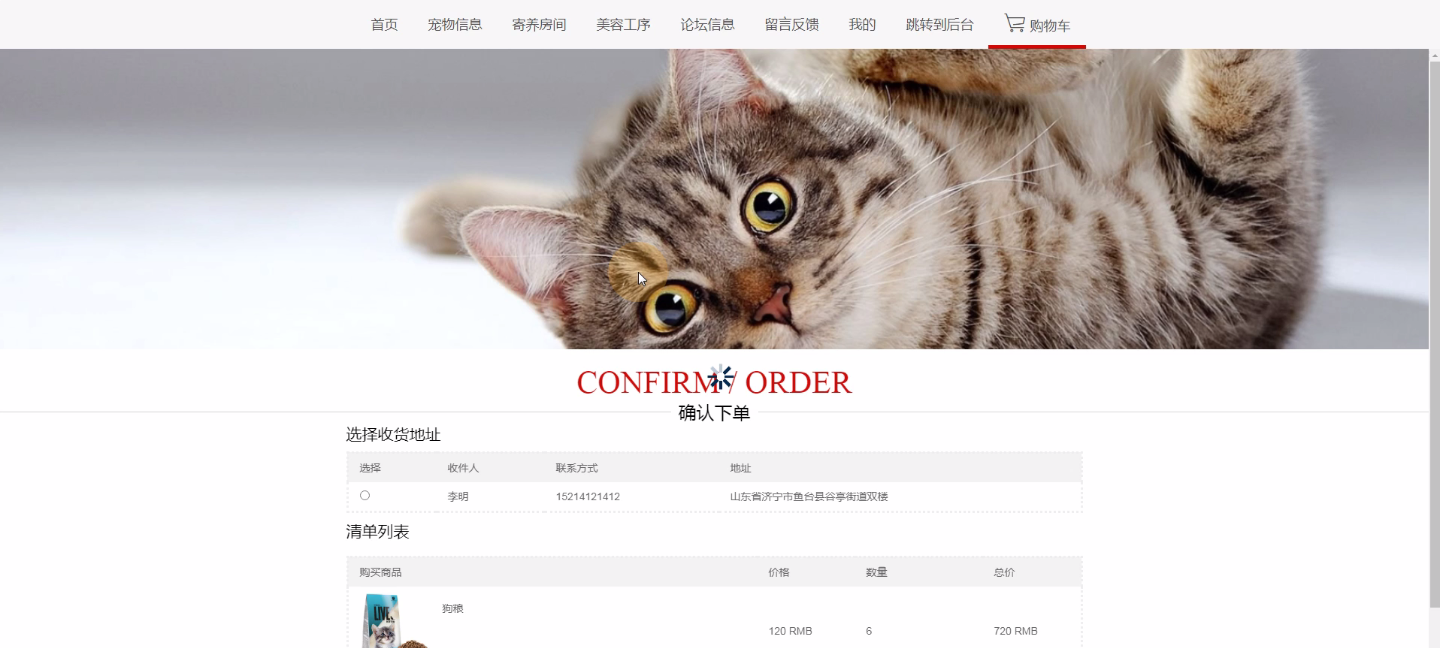 首页 宠物信息 寄养房间 美容工序 论坛信息 留言反馈 我的 跳转到后台 购物车
CONFIRM / ORDER
确认下单
选择收货地址
选择 收件人 联系方式 地址
李明 15214121412 山东省济宁市鱼台县谷亭街道双楼
清单列表
购买商品 价格 数量 总价
LIVE
狗粮
120 RMB 6 720 RMB